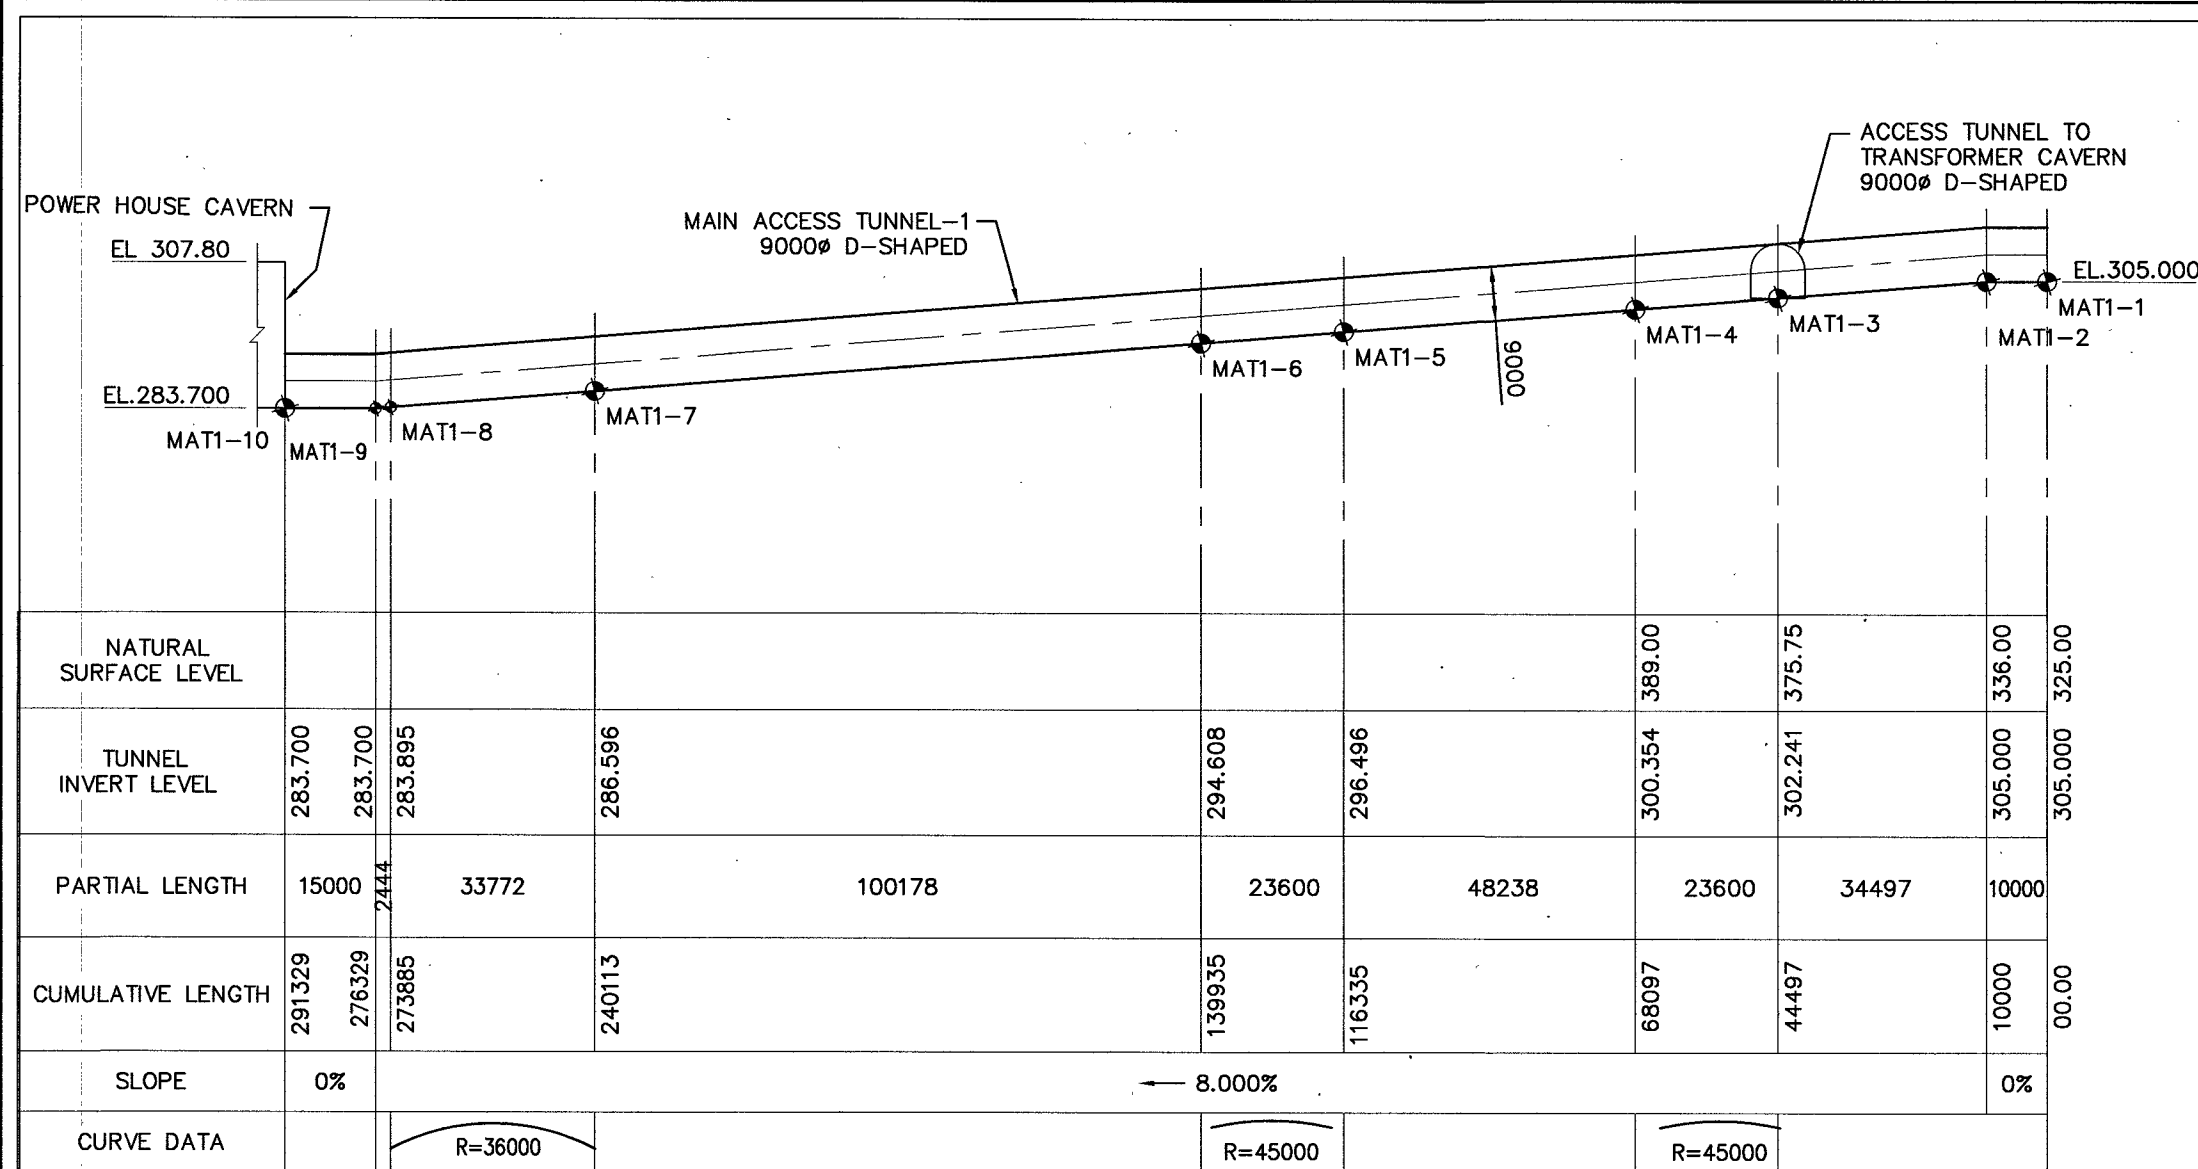 ACCESS TUNNEL TO
TRANSFORMER CAVERN
9000ø D-SHAPED
POWER HOUSE CAVERN
EL 307.80
MAIN ACCESS TUNNEL-1
9000ø D-SHAPED
EL.305.000
MAT1-1
MAT1-2
MAT1-3
MAT1-4
MAT1-5
MAT1-6
9000
EL.283.700
MAT1-7
MAT1-8
MAT1-9
MAT1-10
NATURAL
SURFACE LEVEL
389.00
375.75
336.00
325.00
TUNNEL
INVERT LEVEL
283.700
283.700
283.895
286.596
294.608
296.496
300.354
302.241
305.000
305.000
PARTIAL LENGTH
15000
2444
33772
100178
23600
48238
23600
34497
10000
CUMULATIVE LENGTH
291329
276329
273885
240113
139935
116335
68097
44497
10000
00.00
SLOPE
0%
8.000%
0%
CURVE DATA
R=36000
R=45000
R=45000